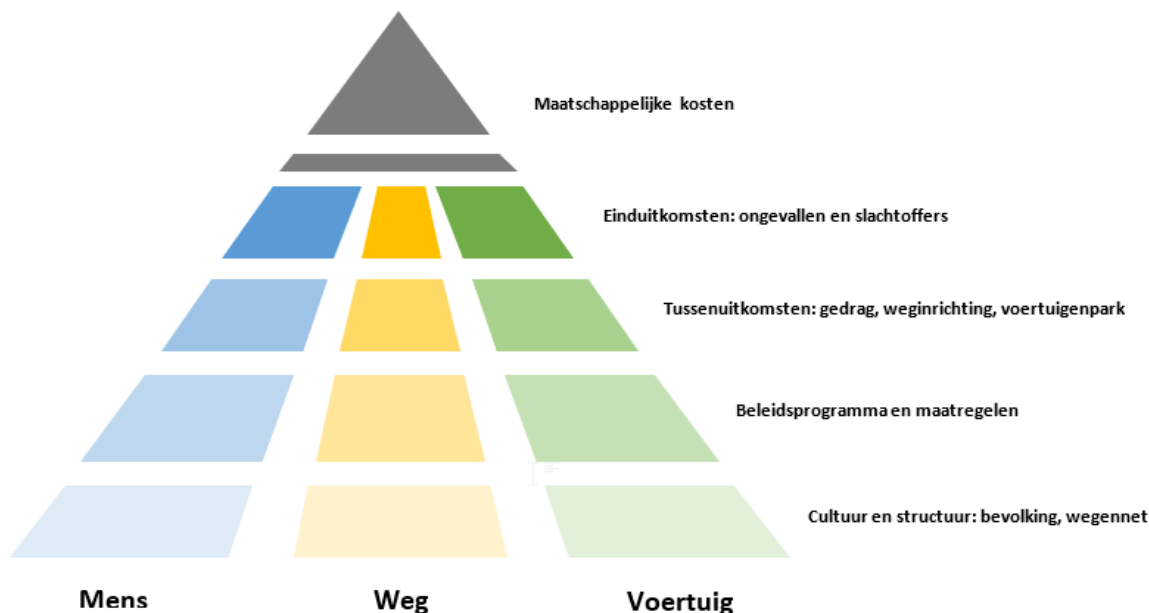 Maatschappelijke kosten
Einduitkomsten: ongevallen en slachtoffers
Tussenuitkomsten: gedrag, weginrichting, voertuigenpark
Beleidsprogramma en maatregelen
Cultuur en structuur: bevolking, wegennet
Mens
Weg
Voertuig